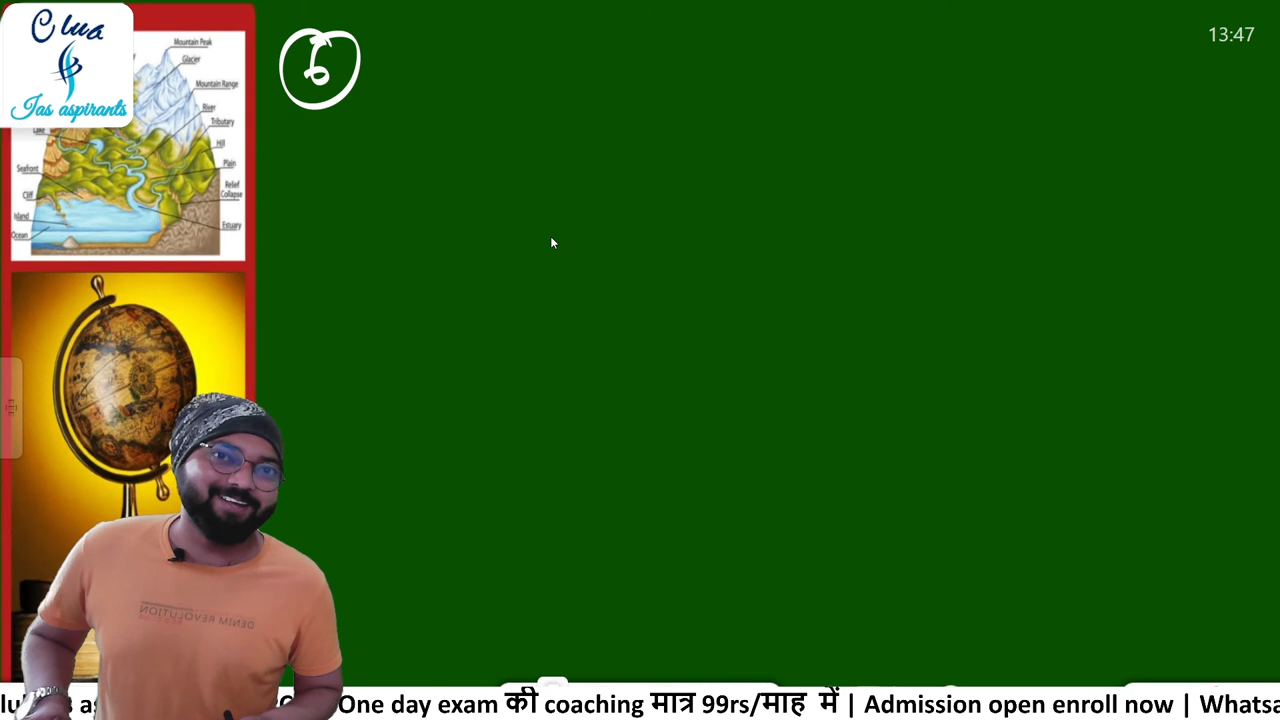 Clua
Ias aspirants
Mountain Peak
Glacier
Mountain Range
River
Tributary
Hill
Plain
Relief
Collapse
Estuary
Lake
Seafront
Cliff
Island
Ocean
6
13:47
DENIM REVOLUTION
One day exam की coaching मात्र 99rs/माह में | Admission open enroll now | Whatsa